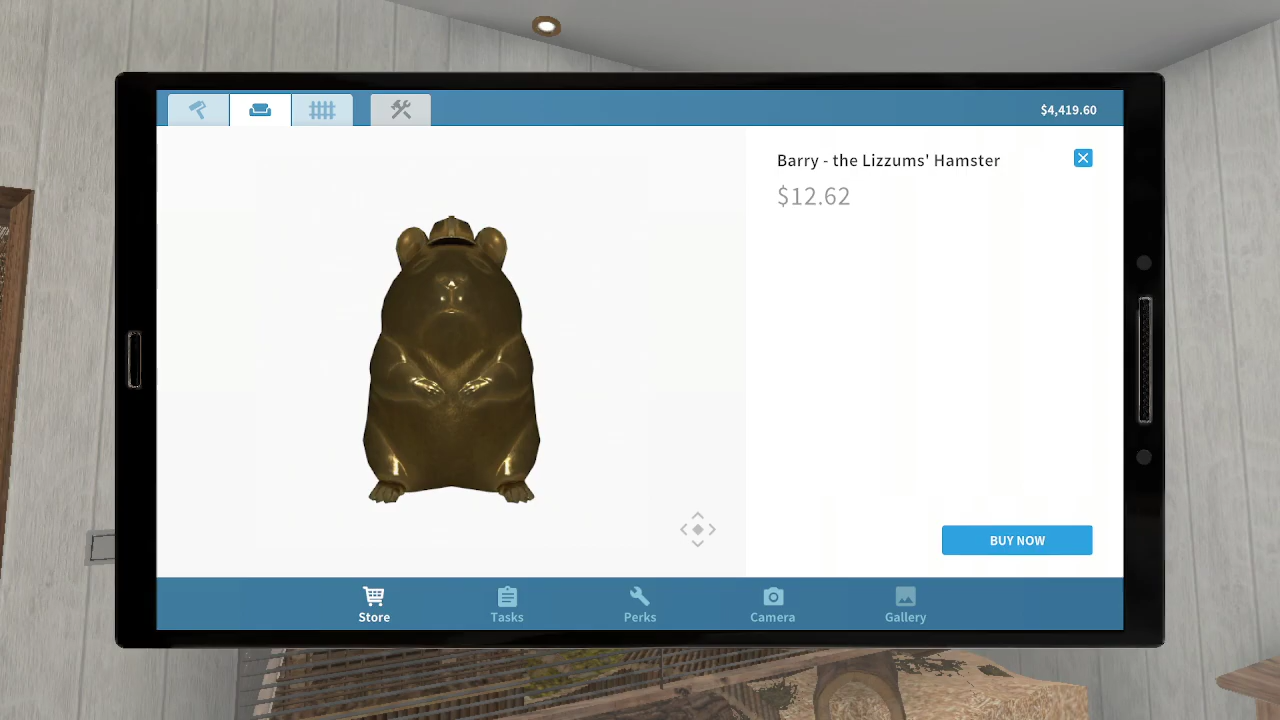 $4,419.60
Barry - the Lizzums' Hamster
$12.62
BUY NOW
Store
Tasks
Perks
Camera
Gallery